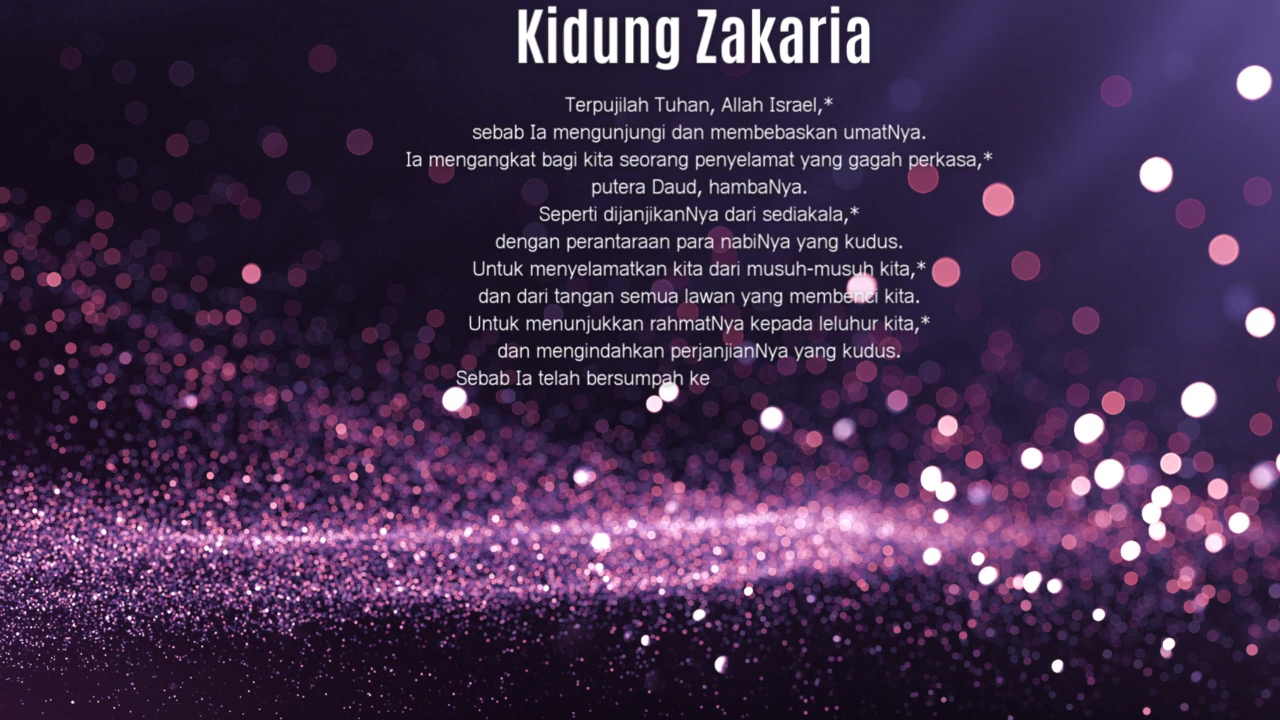 Kidung Zakaria
Terpujilah Tuhan, Allah Israel,*
sebab Ia mengunjungi dan membebaskan umatNya.
Ia mengangkat bagi kita seorang penyelamat yang gagah perkasa,*
putera Daud, hambaNya.
Seperti dijanjikanNya dari sediakala,*
dengan perantaraan para nabiNya yang kudus.
Untuk menyelamatkan kita dari musuh-musuh kita,*
dan dari tangan semua lawan yang membenci kita.
Untuk menunjukkan rahmatNya kepada leluhur kita,*
dan mengindahkan perjanjianNya yang kudus.
Sebab Ia telah bersumpah ke